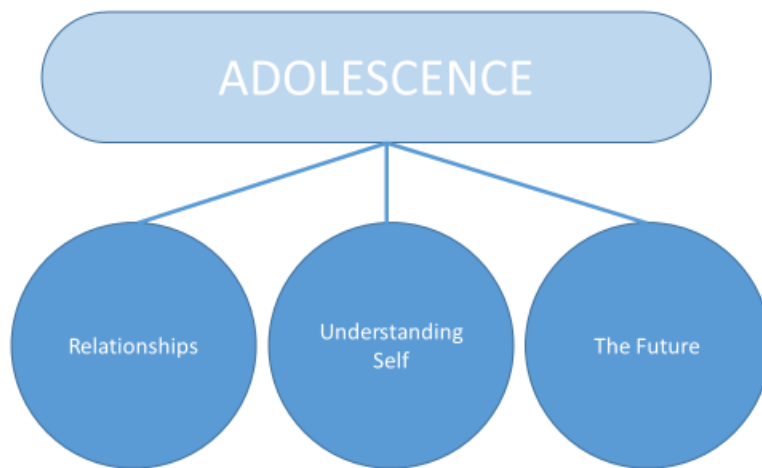 ADOLESCENCE
Relationships
Understanding
Self
The Future